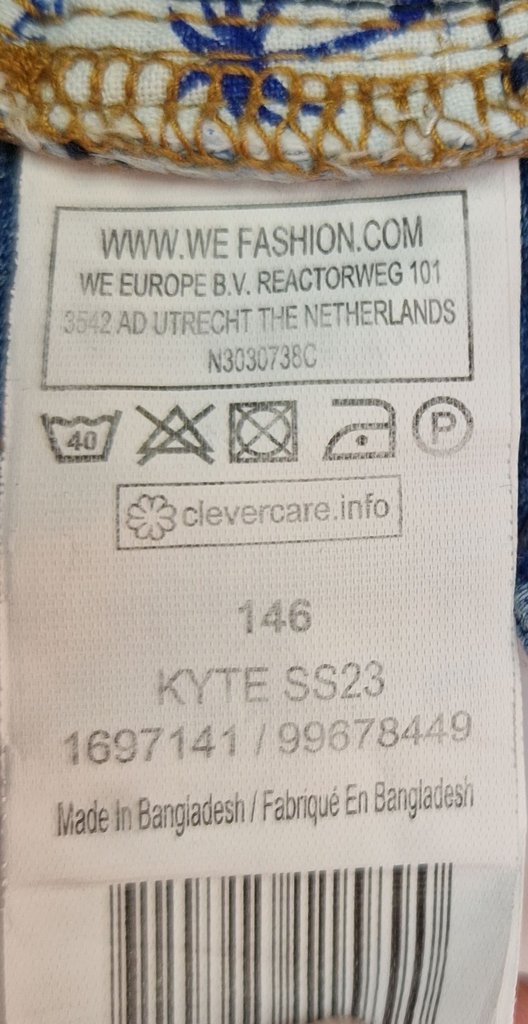 WWW.WE FASHION.COM
WE EUROPE B.V. REACTORWEG 101
3542 AD UTRECHT THE NETHERLANDS
N3030738C
40 P
clevercare.info
146
KYTE SS23
1697141 / 99678449
Made In Bangladesh / Fabriqué En Bangladesh